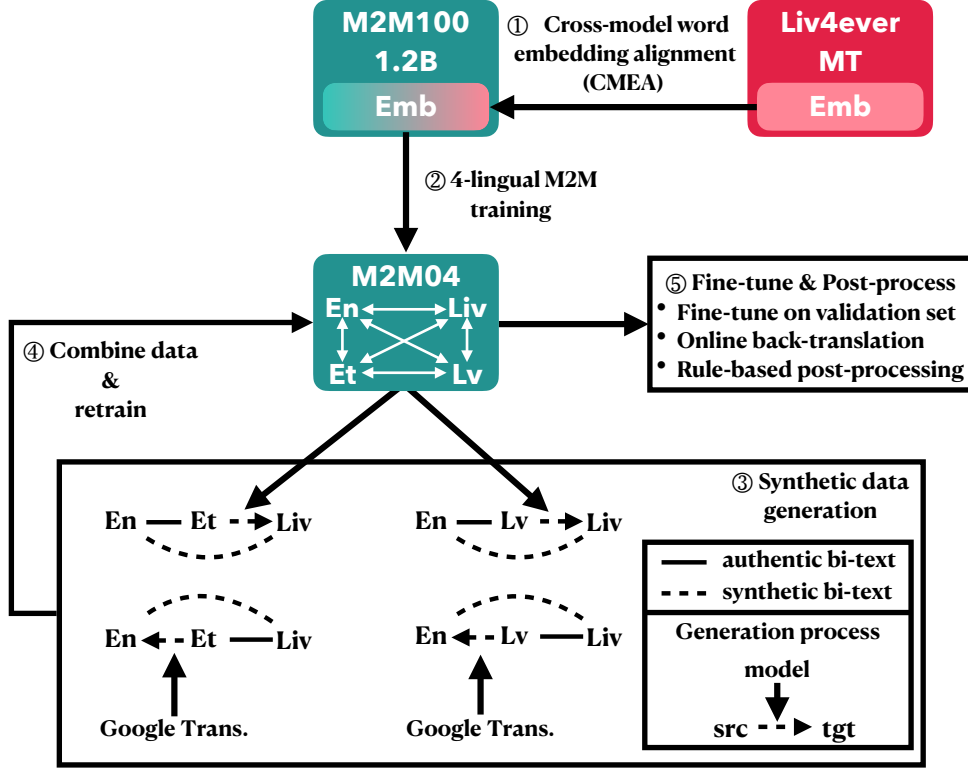 M2M100
1.2B
Emb
① Cross-model word
embedding alignment
(CMEA)
Liv4ever
MT
Emb
② 4-lingual M2M
training
M2M04
En Liv
Et Lv
⑤ Fine-tune & Post-process
• Fine-tune on validation set
• Online back-translation
• Rule-based post-processing
④ Combine data
&
retrain
③ Synthetic data
generation
En Et Liv
En Lv Liv
En Et Liv
En Lv Liv
Google Trans.
Google Trans.
authentic bi-text
synthetic bi-text
Generation process
model
src tgt